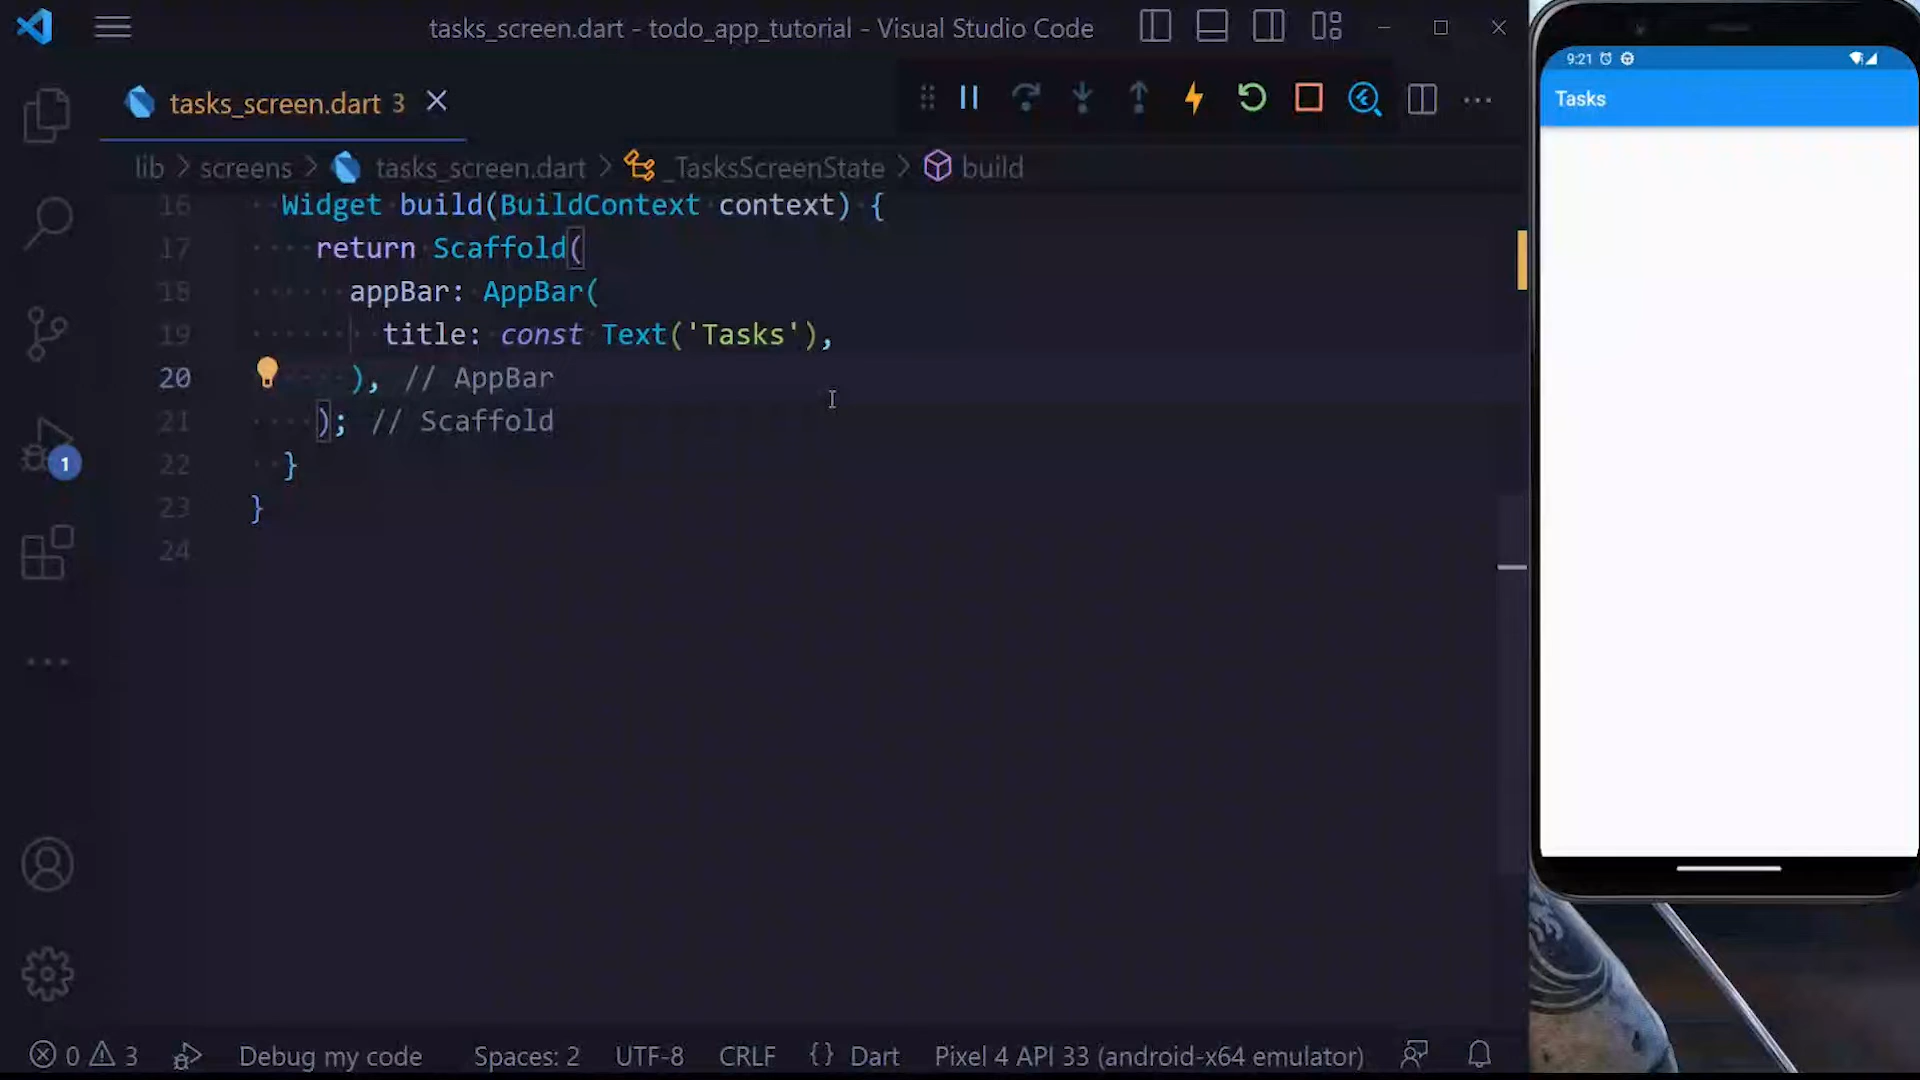 tasks_screen.dart - todo_app_tutorial - Visual Studio Code
tasks_screen.dart 3
lib > screens > tasks_screen.dart > _TasksScreenState > build
16 Widget build(BuildContext context) {
17 return Scaffold(
18 appBar: AppBar(
19 title: const Text('Tasks'),
20 ), // AppBar
21 ); // Scaffold
22 }
23 }
24
1
0 3 Debug my code Spaces: 2 UTF-8 CRLF {} Dart Pixel 4 API 33 (android-x64 emulator)
9:21
Tasks